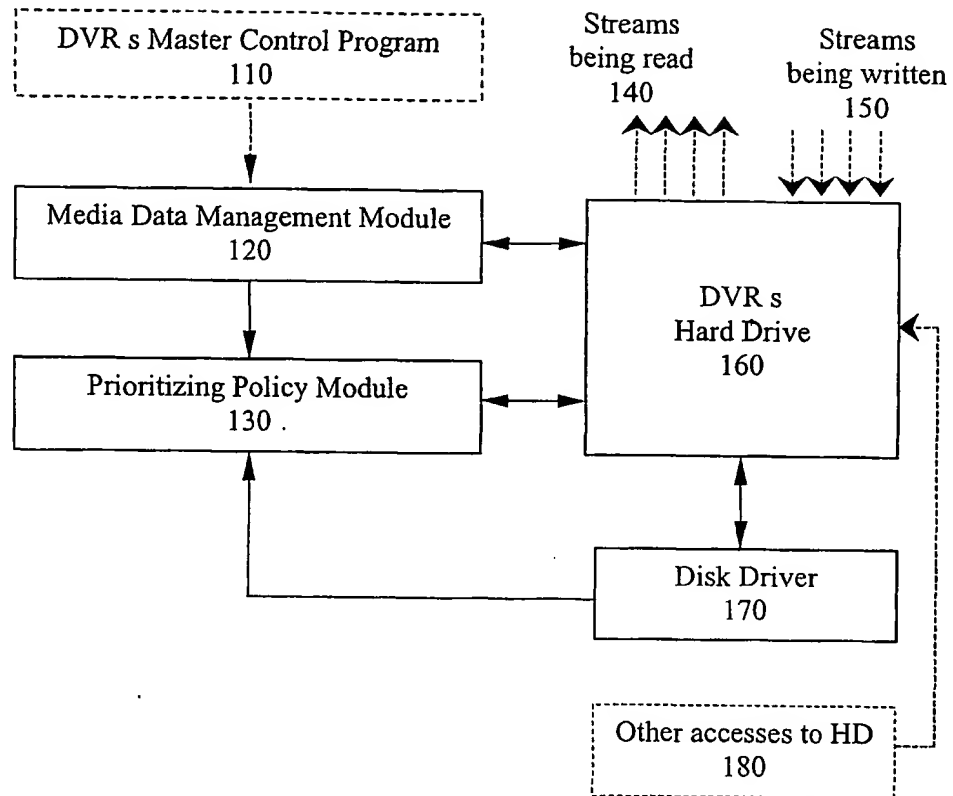 DVR s Master Control Program
110
Streams
being read
140
Streams
being written
150
Media Data Management Module
120
DVR s
Hard Drive
160
Prioritizing Policy Module
130
Disk Driver
170
Other accesses to HD
180